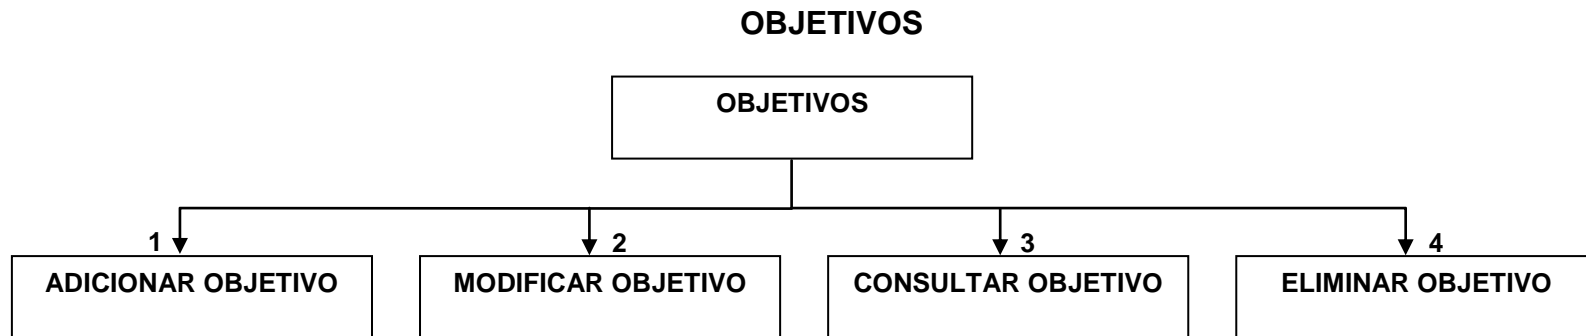 OBJETIVOS
OBJETIVOS
1
2
3
4
ADICIONAR OBJETIVO
MODIFICAR OBJETIVO
CONSULTAR OBJETIVO
ELIMINAR OBJETIVO